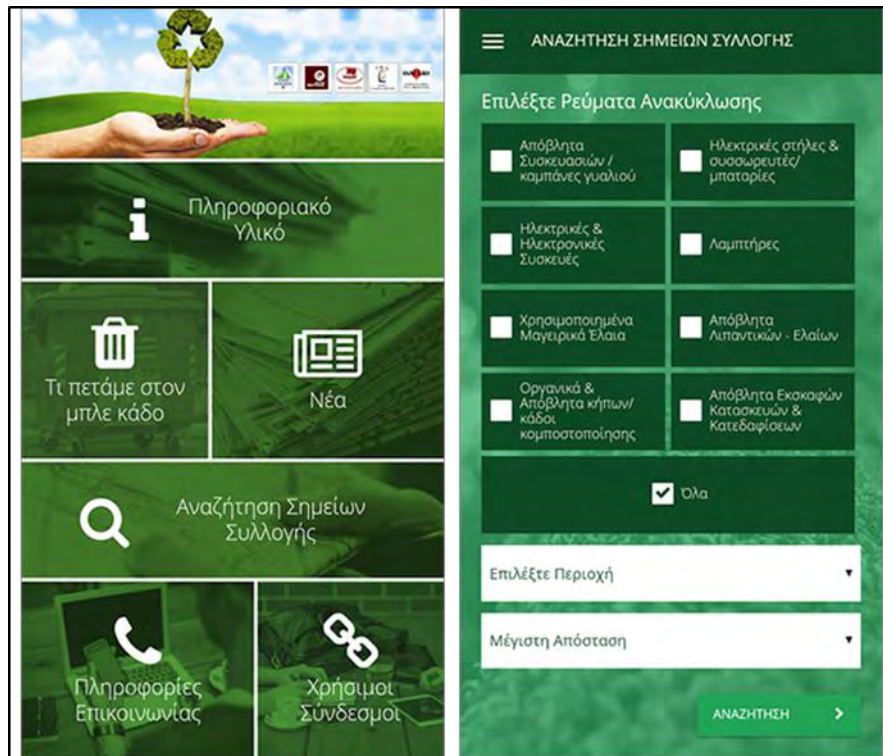 Πληροφοριακό
Υλικό
Τι πετάμε στον
μπλε κάδο
Νέα
Αναζήτηση Σημείων
Συλλογής
Πληροφορίες
Επικοινωνίας
Χρήσιμοι
Σύνδεσμοι
ΑΝΑΖΗΤΗΣΗ ΣΗΜΕΙΩΝ ΣΥΛΛΟΓΗΣ
Επιλέξτε Ρεύματα Ανακύκλωσης
Απόβλητα
Συσκευασιών /
καμπάνες γυαλιού
Ηλεκτρικές στήλες &
συσσωρευτές/
μπαταρίες
Ηλεκτρικές &
Ηλεκτρονικές
Συσκευές
Λαμπτήρες
Χρησιμοποιημένα
Μαγειρικά Έλαια
Απόβλητα
Λιπαντικών - Ελαίων
Οργανικά &
Απόβλητα κήπων/
κάδοι
κομποστοποίησης
Απόβλητα Εκσκαφών
Κατασκευών &
Κατεδαφίσεων
Όλα
Επιλέξτε Περιοχή
Μέγιστη Απόσταση
ΑΝΑΖΗΤΗΣΗ